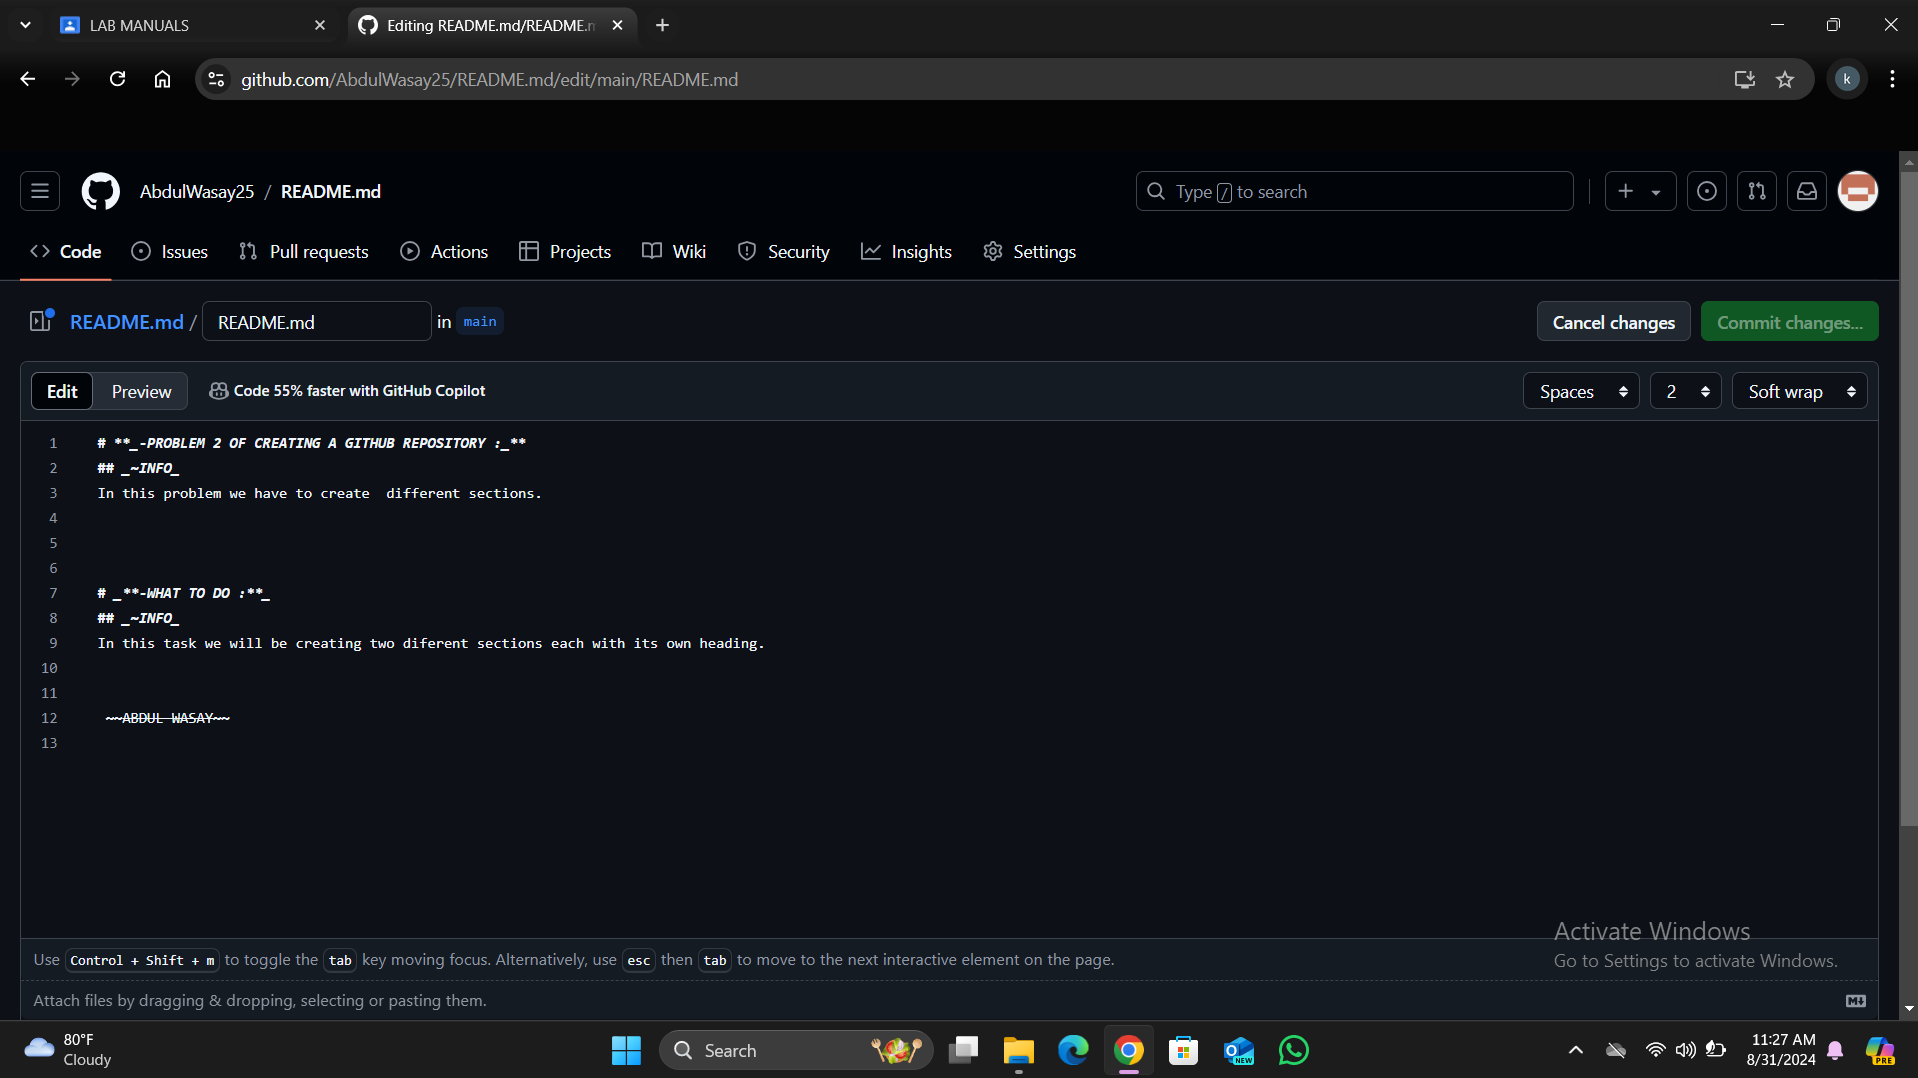 LAB MANUALS
Editing README.md/README.m
github.com/AbdulWasay25/README.md/edit/main/README.md
k
AbdulWasay25 / README.md
Type / to search
Code Issues Pull requests Actions Projects Wiki Security Insights Settings
README.md / README.md in main
Cancel changes Commit changes...
Edit Preview Code 55% faster with GitHub Copilot
Spaces 2 Soft wrap
1 # **_-PROBLEM 2 OF CREATING A GITHUB REPOSITORY :_**
2 ## _~INFO_
3 In this problem we have to create  different sections.
4
5
6
7 # _**-WHAT TO DO :**_
8 ## _~INFO_
9 In this task we will be creating two diferent sections each with its own heading.
10
11
12 ~~ABDUL WASAY~~
13
Activate Windows
Go to Settings to activate Windows.
Use Control + Shift + m to toggle the tab key moving focus. Alternatively, use esc then tab to move to the next interactive element on the page.
Attach files by dragging & dropping, selecting or pasting them.
80°F
Cloudy
Search
NEW
11:27 AM
8/31/2024
PRE